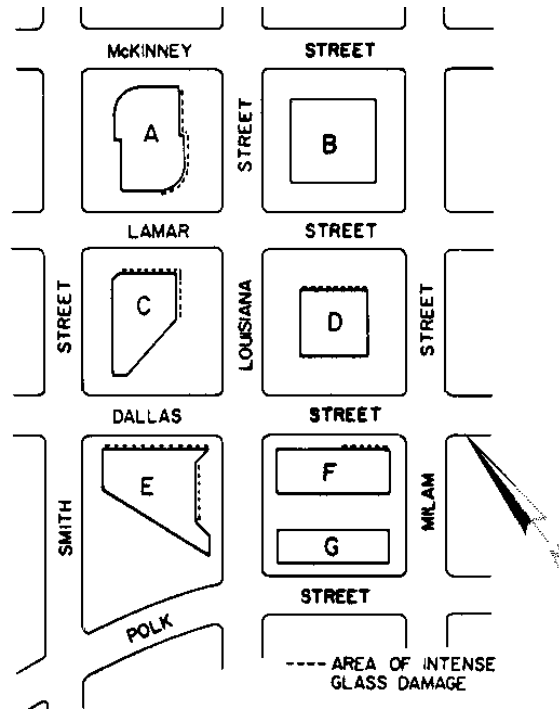 McKINNEY STREET
STREET
A
B
LAMAR STREET
STREET
LOUISIANA
STREET
C
D
DALLAS STREET
SMITH
E
F
MILAM
G
STREET
POLK
AREA OF INTENSE
GLASS DAMAGE